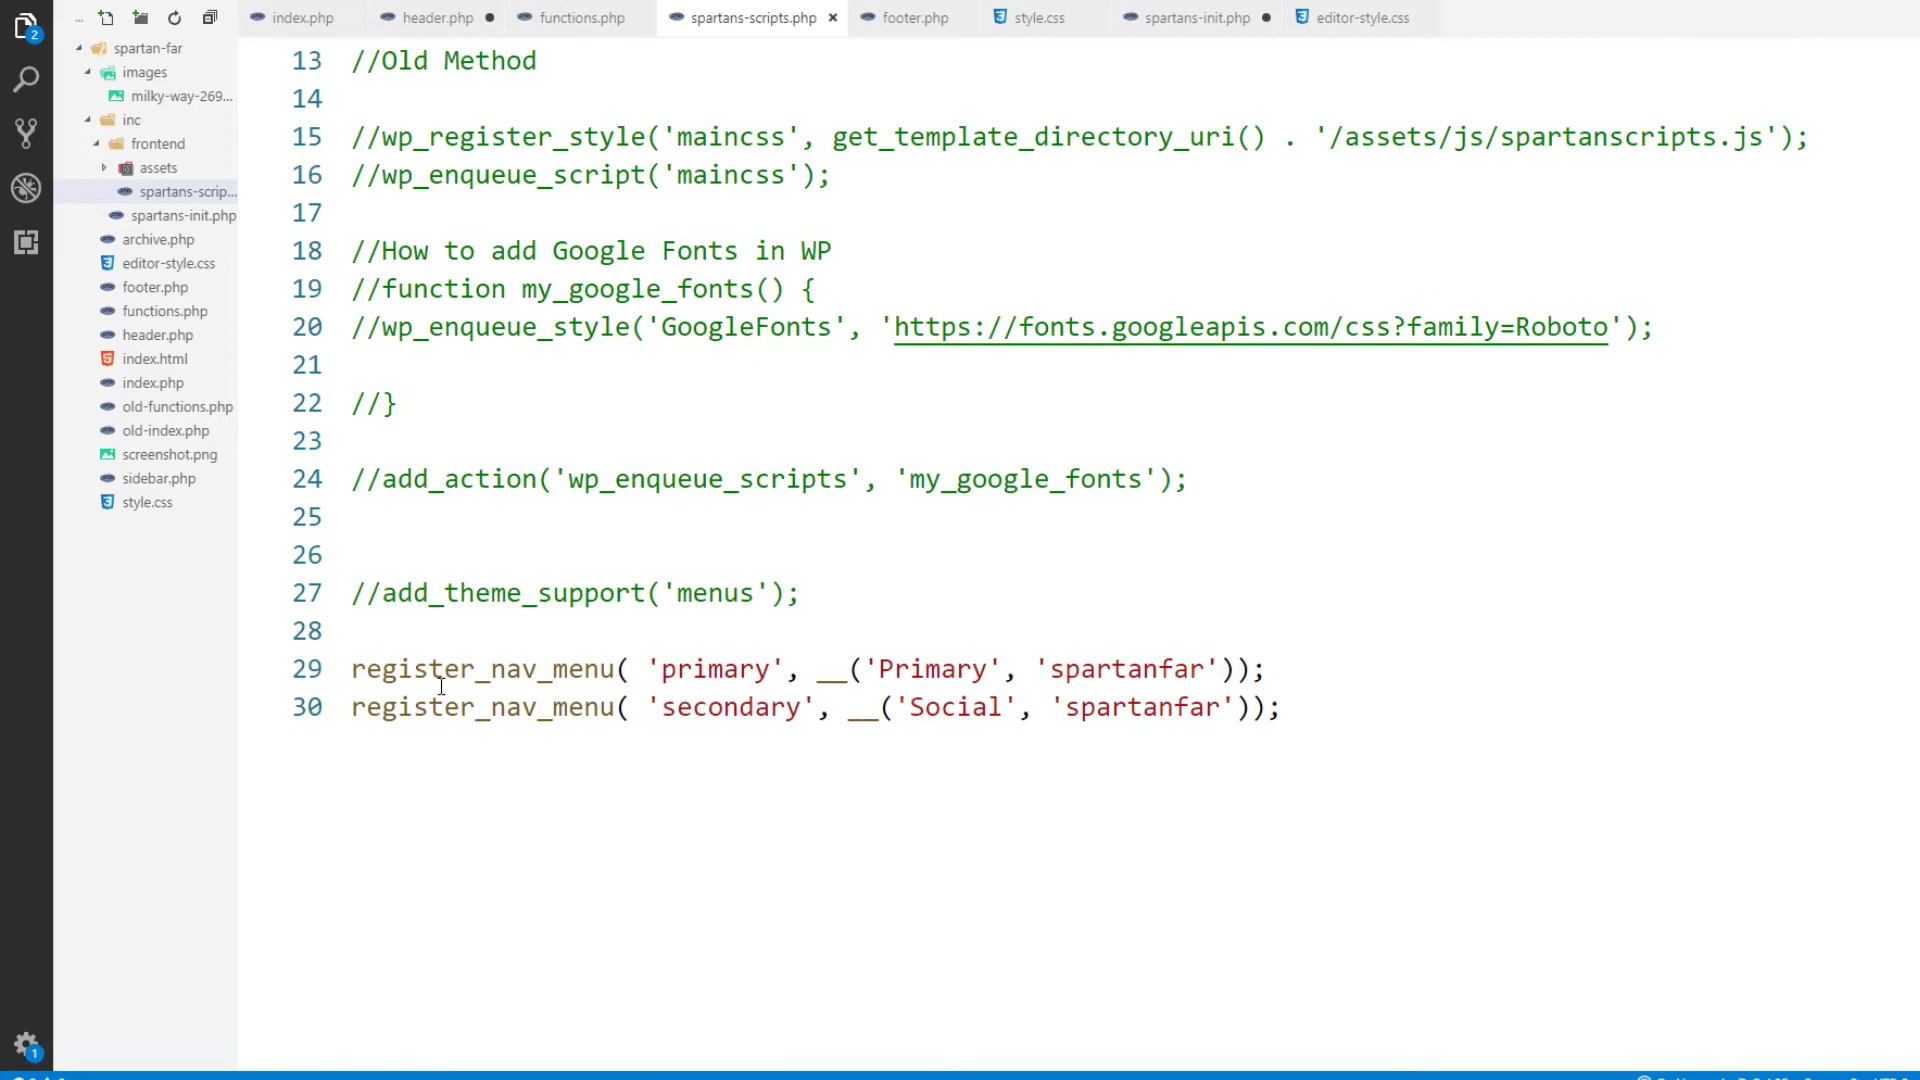 2
...
index.php
header.php
functions.php
spartans-scripts.php
footer.php
style.css
spartans-init.php
editor-style.css
spartan-far
images
milky-way-269...
inc
frontend
assets
spartans-scrip...
spartans-init.php
archive.php
editor-style.css
footer.php
functions.php
header.php
index.html
index.php
old-functions.php
old-index.php
screenshot.png
sidebar.php
style.css
13 //Old Method
14
15 //wp_register_style('maincss', get_template_directory_uri() . '/assets/js/spartanscripts.js');
16 //wp_enqueue_script('maincss');
17
18 //How to add Google Fonts in WP
19 //function my_google_fonts() {
20 //wp_enqueue_style('GoogleFonts', 'https://fonts.googleapis.com/css?family=Roboto');
21
22 //}
23
24 //add_action('wp_enqueue_scripts', 'my_google_fonts');
25
26
27 //add_theme_support('menus');
28
29 register_nav_menu( 'primary', __('Primary', 'spartanfar'));
30 register_nav_menu( 'secondary', __('Social', 'spartanfar'));
1